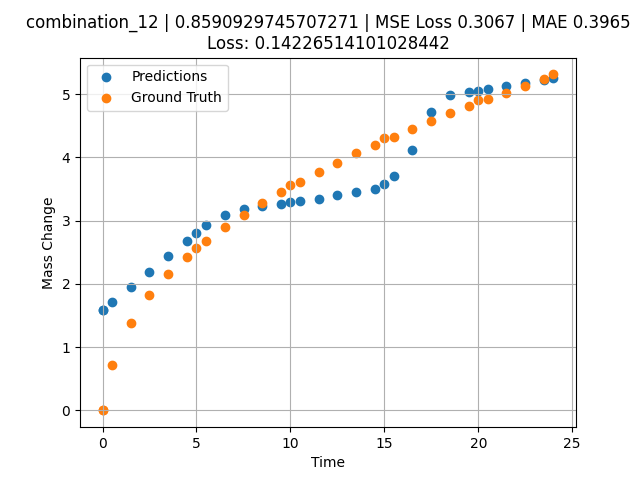 combination_12 | 0.8590929745707271 | MSE Loss 0.3067 | MAE 0.3965
Loss: 0.14226514101028442
Predictions
Ground Truth
5
4
3
2
1
0
Mass Change
0 5 10 15 20 25
Time